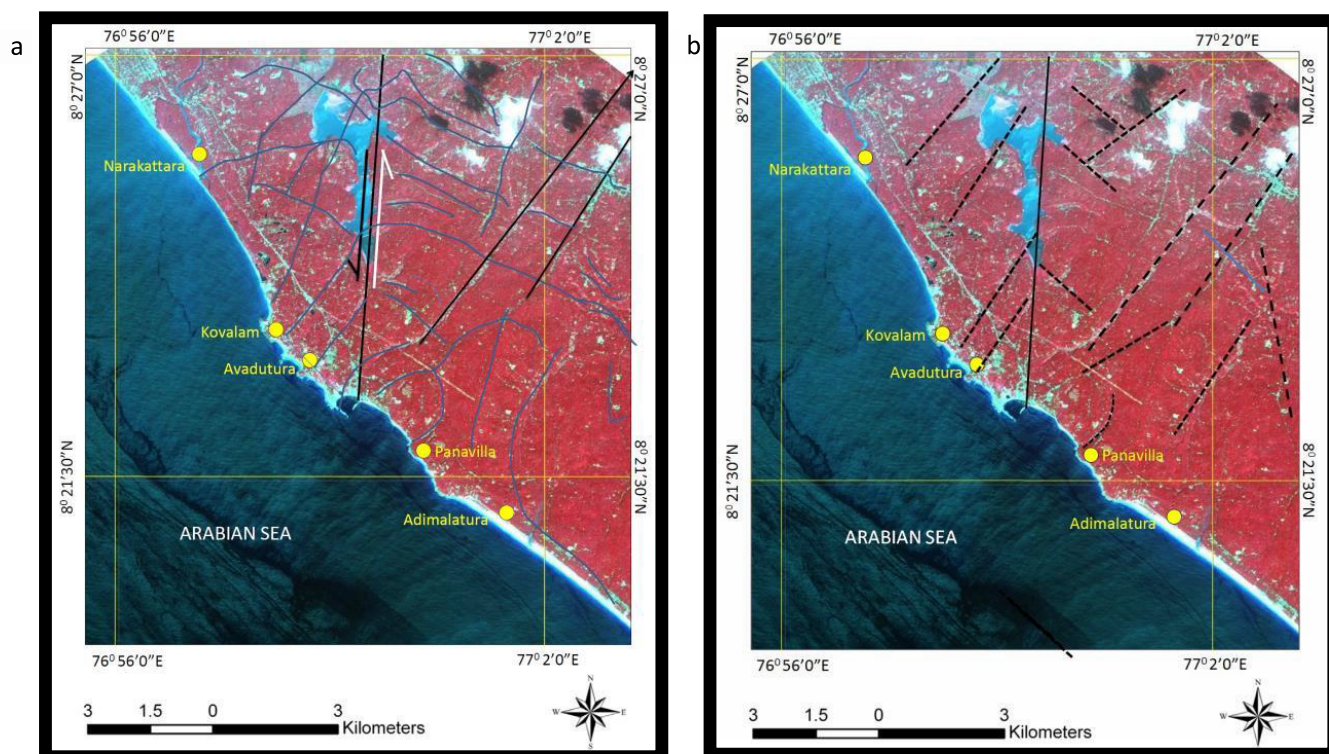 a
76⁰ 56'0"E
77⁰ 2'0"E
8⁰ 27'0"N
8⁰ 27'0"N
Narakattara
Kovalam
Avadutura
Panavilla
8⁰ 21'30"N
8⁰ 21'30"N
Adimalatura
ARABIAN SEA
76⁰ 56'0"E
77⁰ 2'0"E
3 1.5 0 3
Kilometers
N
W E
S
b
76⁰ 56'0"E
77⁰ 2'0"E
8⁰ 27'0"N
8⁰ 27'0"N
Narakattara
Kovalam
Avadutura
Panavilla
8⁰ 21'30"N
8⁰ 21'30"N
Adimalatura
ARABIAN SEA
76⁰ 56'0"E
77⁰ 2'0"E
3 1.5 0 3
Kilometers
N
W E
S